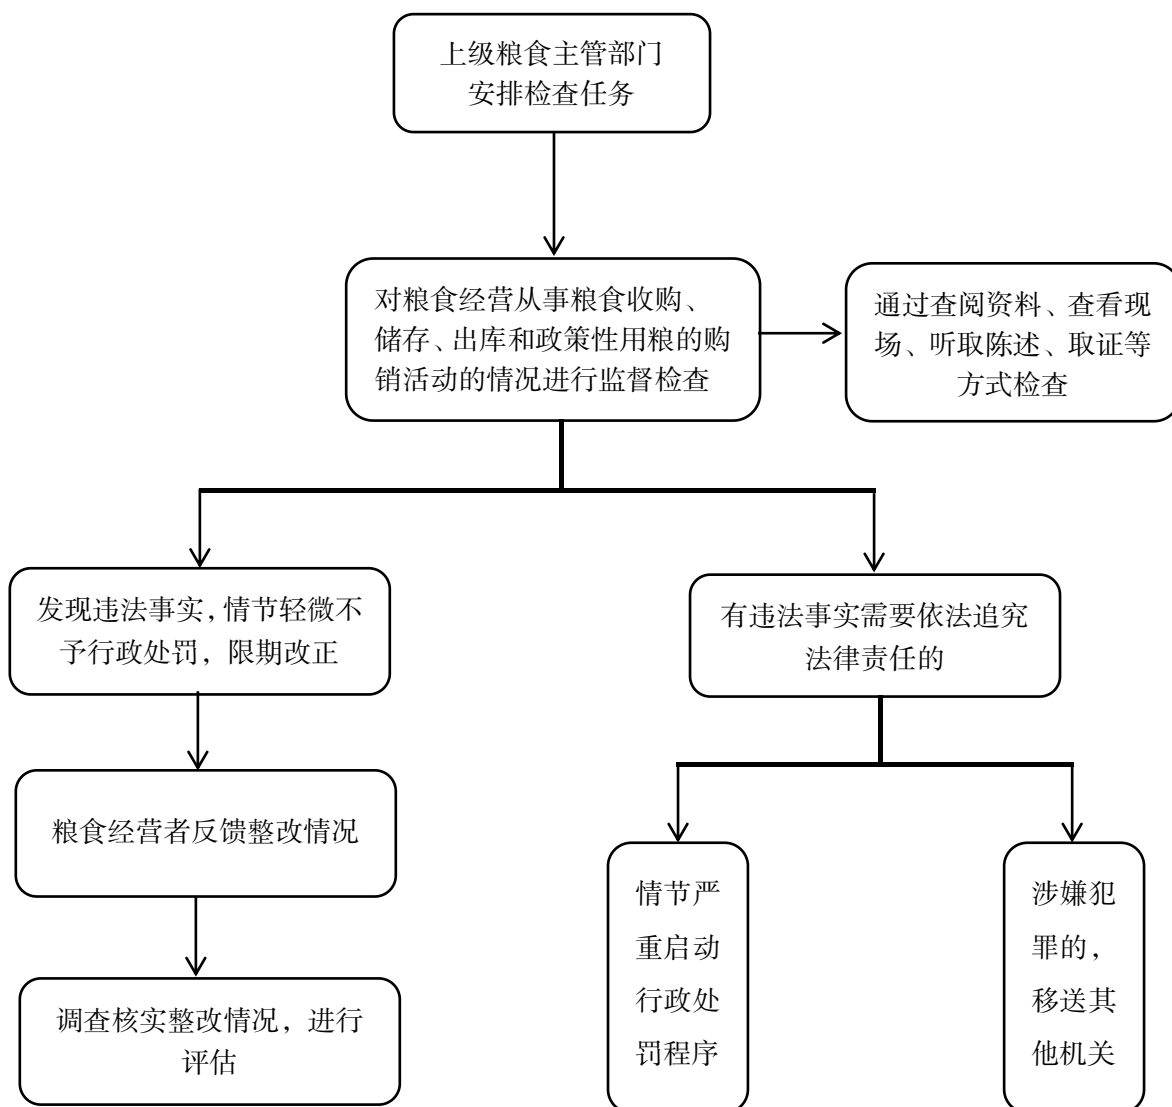 上级粮食主管部门
安排检查任务
对粮食经营从事粮食收购、
储存、出库和政策性用粮的购
销活动的情况进行监督检查
通过查阅资料、查看现
场、听取陈述、取证等
方式检查
发现违法事实，情节轻微不
予行政处罚，限期改正
有违法事实需要依法追究
法律责任的
粮食经营者反馈整改情况
调查核实整改情况，进行
评估
情节严
重启动
行政处
罚程序
涉嫌犯
罪的，
移送其
他机关